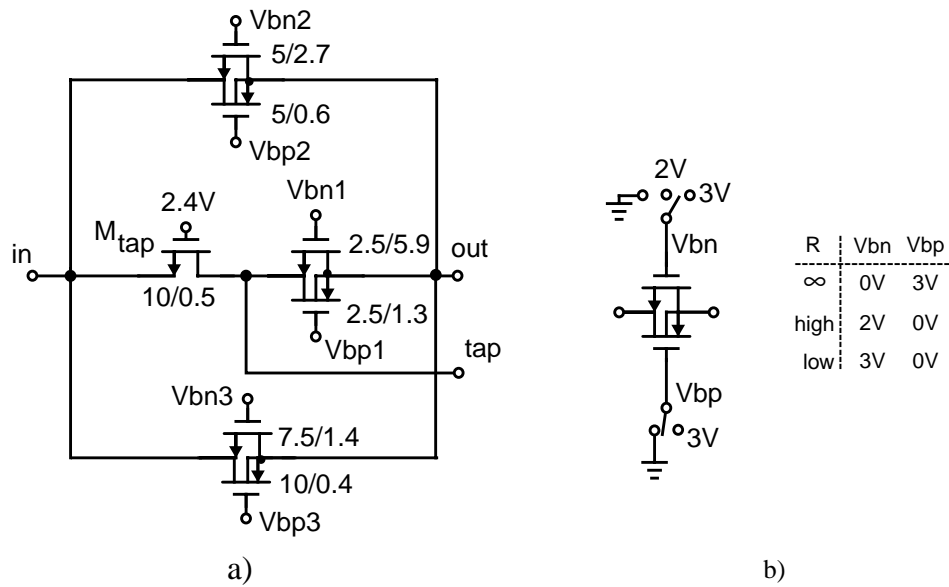 Vbn2
5/2.7
5/0.6
Vbp2
Vbn1
2.4V
Mtap
2.5/5.9
in
out
10/0.5
2.5/1.3
Vbp1
tap
Vbn3
7.5/1.4
10/0.4
Vbp3
a)
2V
3V
Vbn
Vbp
3V
b)
R Vbn Vbp
∞ 0V 3V
high 2V 0V
low 3V 0V